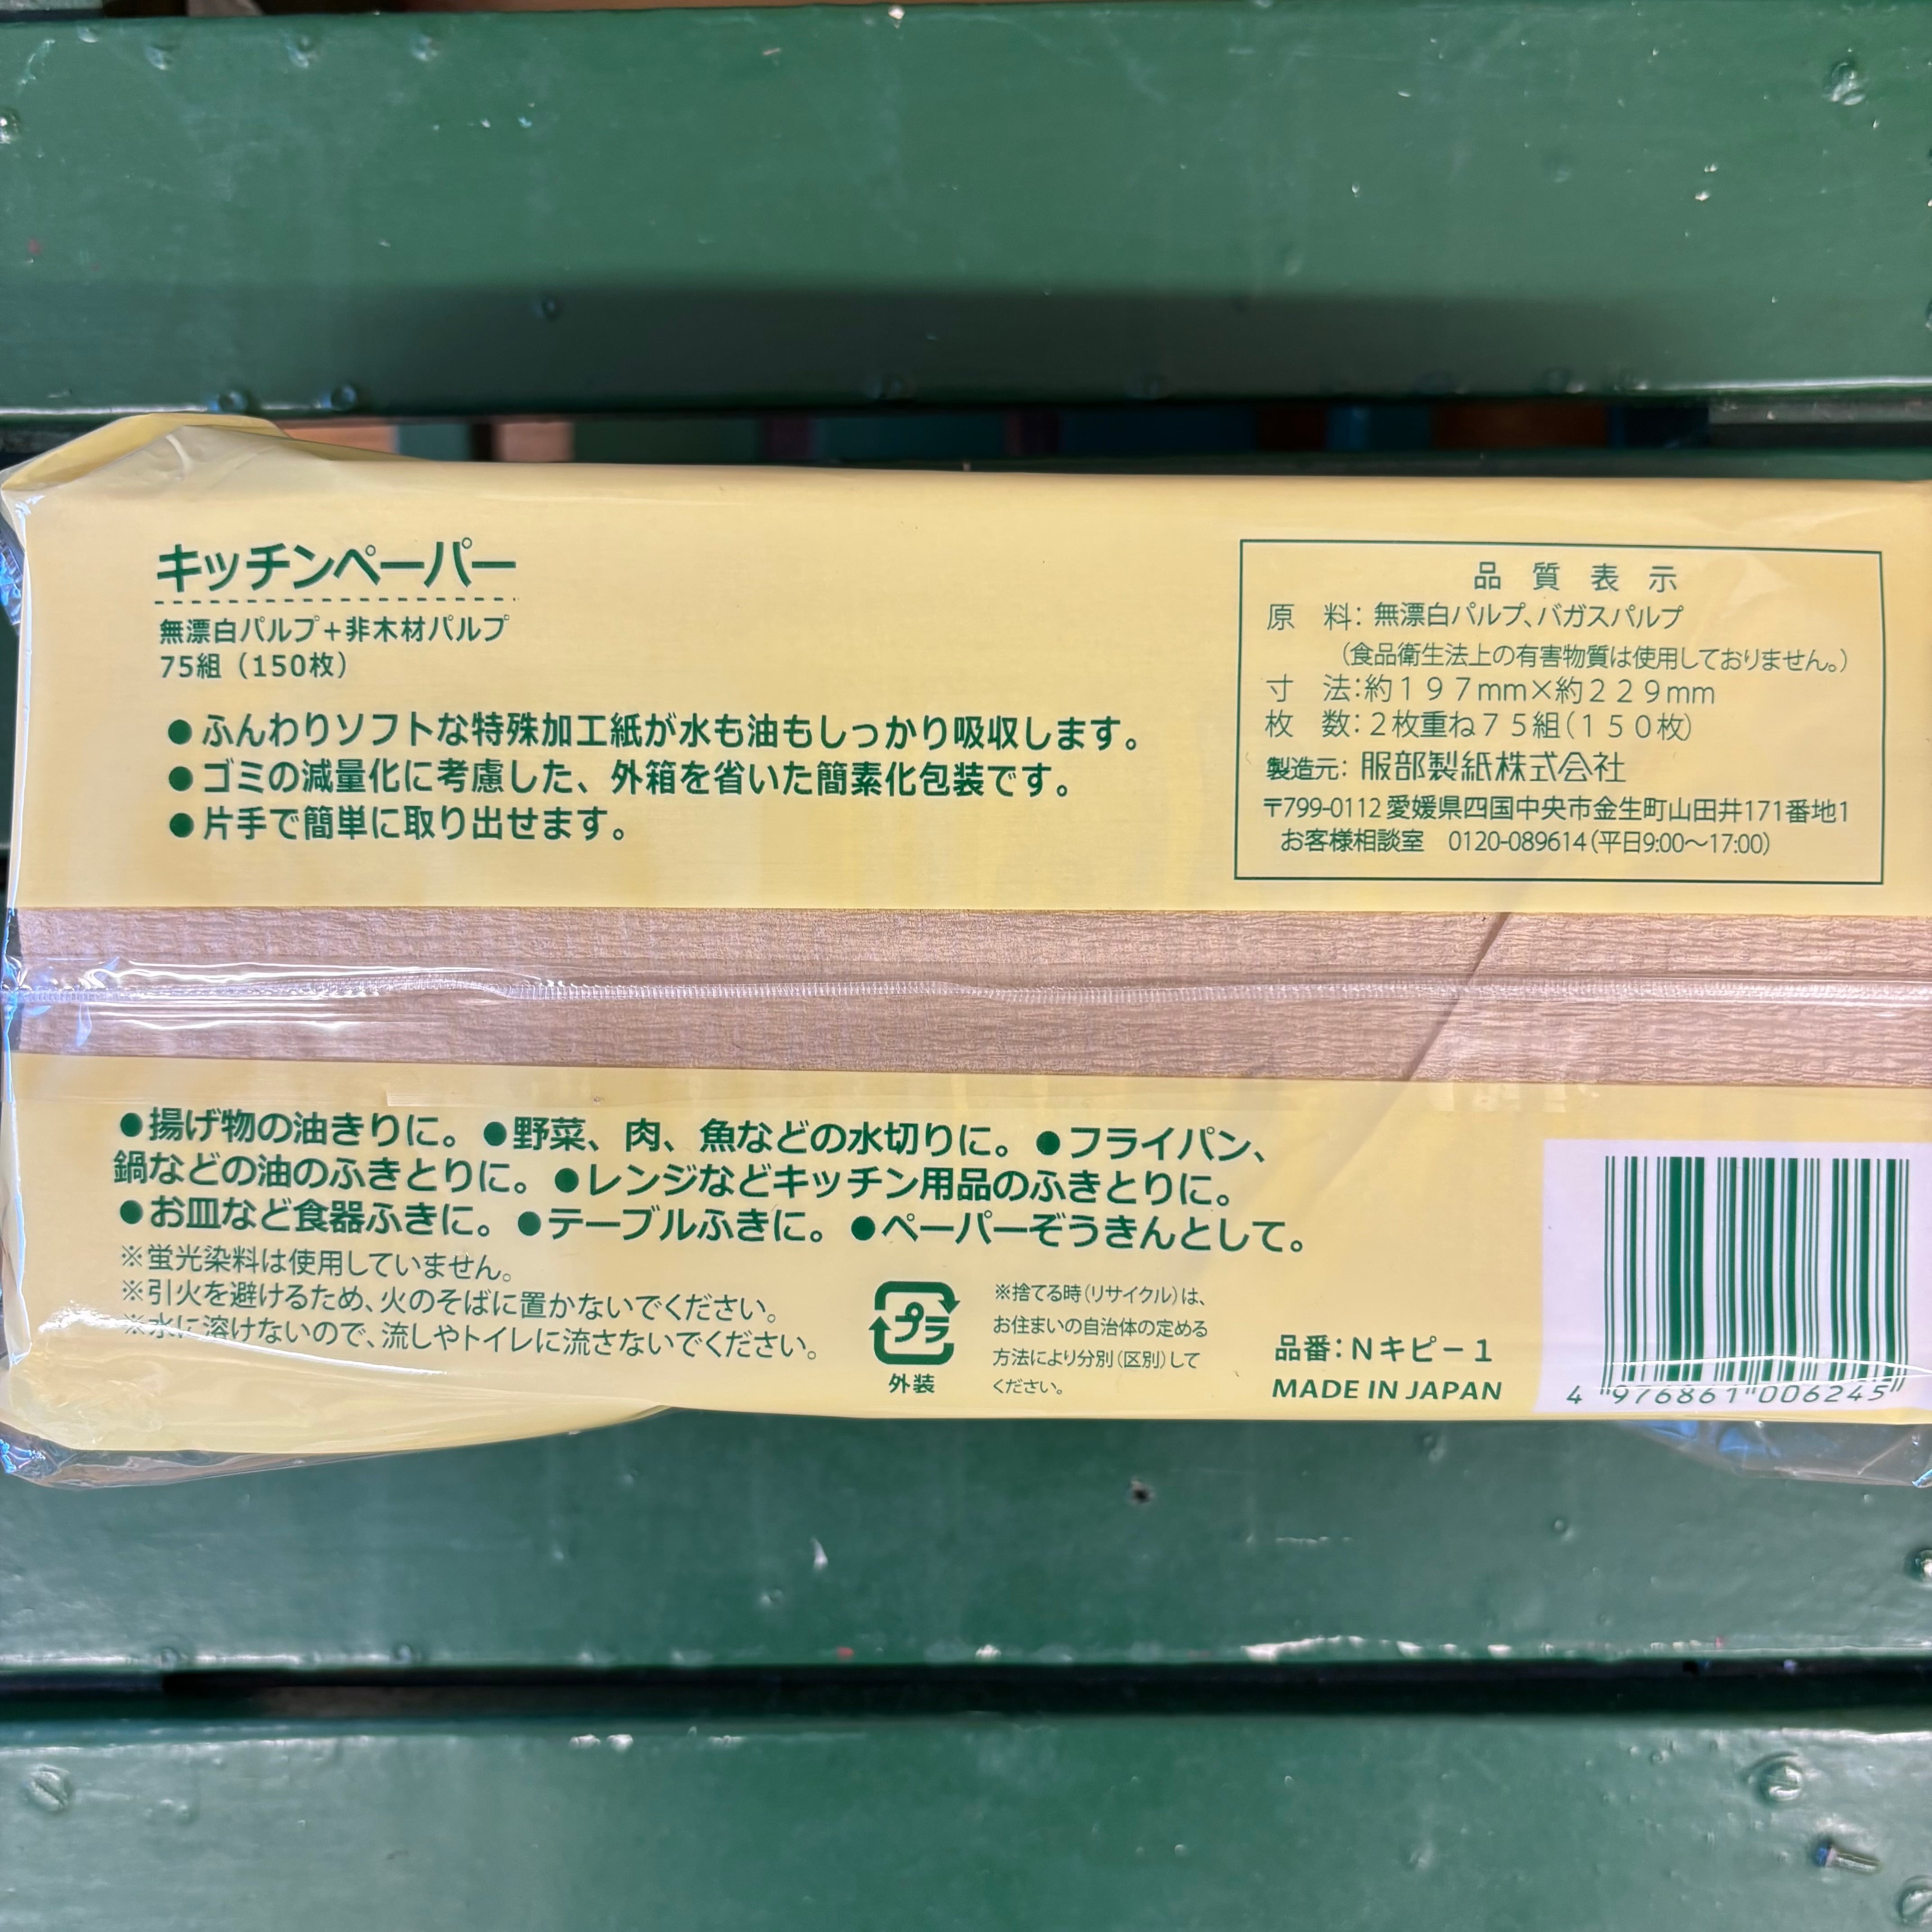 キッチンペーパー
無漂白パルプ+非木材パルプ
75組（150枚）
●ふんわりソフトな特殊加工紙が水も油もしっかり吸収します。
●ゴミの減量化に考慮した、外箱を省いた簡素化包装です。
●片手で簡単に取り出せます。
品質表示
原　料：無漂白パルプ、バガスパルプ
（食品衛生法上の有害物質は使用しておりません。）
寸　法：約１９７mm×約２２９mm
枚　数：２枚重ね７５組（１５０枚）
製造元：服部製紙株式会社
〒799-0112 愛媛県四国中央市金生町山田井171番地1
お客様相談室　0120-089614（平日9:00〜17:00）
●揚げ物の油きりに。●野菜、肉、魚などの水切りに。●フライパン、
鍋などの油のふきとりに。●レンジなどキッチン用品のふきとりに。
●お皿など食器ふきに。●テーブルふきに。●ペーパーぞうきんとして。
※蛍光染料は使用していません。
※引火を避けるため、火のそばに置かないでください。
※水に溶けないので、流しやトイレに流さないでください。
プラ
外装
※捨てる時（リサイクル）は、
お住まいの自治体の定める
方法により分別（区別）して
ください。
品番：Nキピー1
MADE IN JAPAN
4 976861 006245